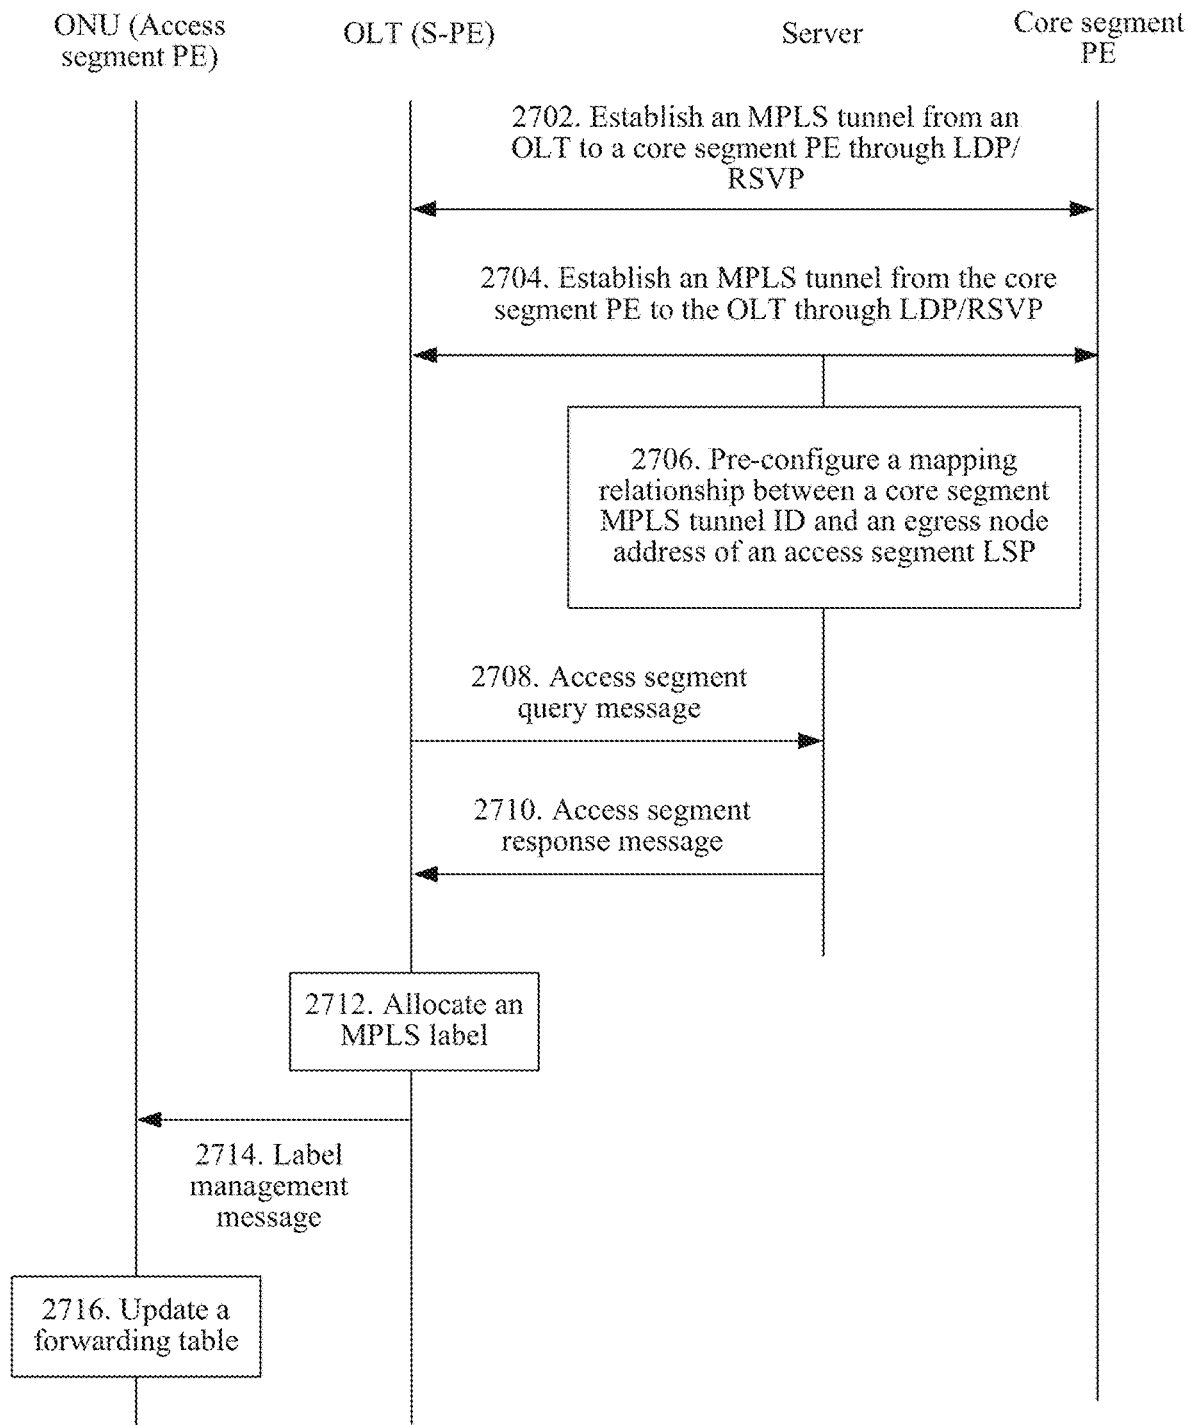 ONU (Access
segment PE)
OLT (S-PE)
Server
Core segment
PE
2702. Establish an MPLS tunnel from an
OLT to a core segment PE through LDP/
RSVP
2704. Establish an MPLS tunnel from the core
segment PE to the OLT through LDP/RSVP
2706. Pre-configure a mapping
relationship between a core segment
MPLS tunnel ID and an egress node
address of an access segment LSP
2708. Access segment
query message
2710. Access segment
response message
2712. Allocate an
MPLS label
2714. Label
management
message
2716. Update a
forwarding table